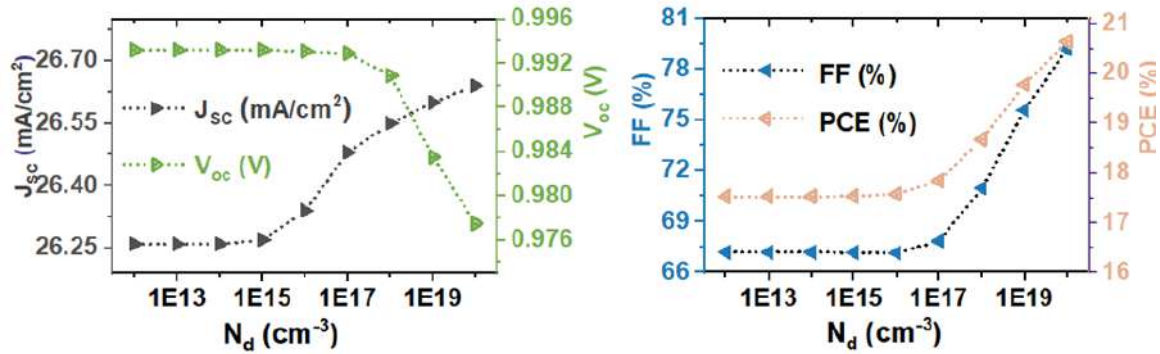 26.70
26.55
26.40
26.25
J_SC (mA/cm²)
J_SC (mA/cm²)
V_oc (V)
0.996
0.992
0.988
0.984
0.980
0.976
V_oc (V)
1E13 1E15 1E17 1E19
N_d (cm⁻³)
81
78
75
72
69
66
FF (%)
FF (%)
PCE (%)
21
20
19
18
17
16
PCE (%)
1E13 1E15 1E17 1E19
N_d (cm⁻³)